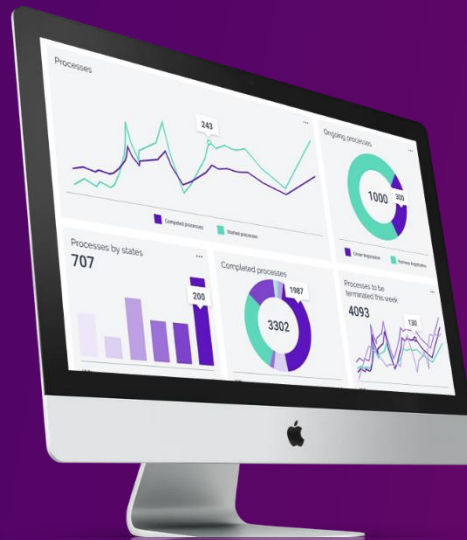 Processes
243
Completed processes
Started processes
Ongoing processes
1000
300
Processes by states
707
200
Completed processes
1987
3302
Processes to be
terminated this week
4093
130